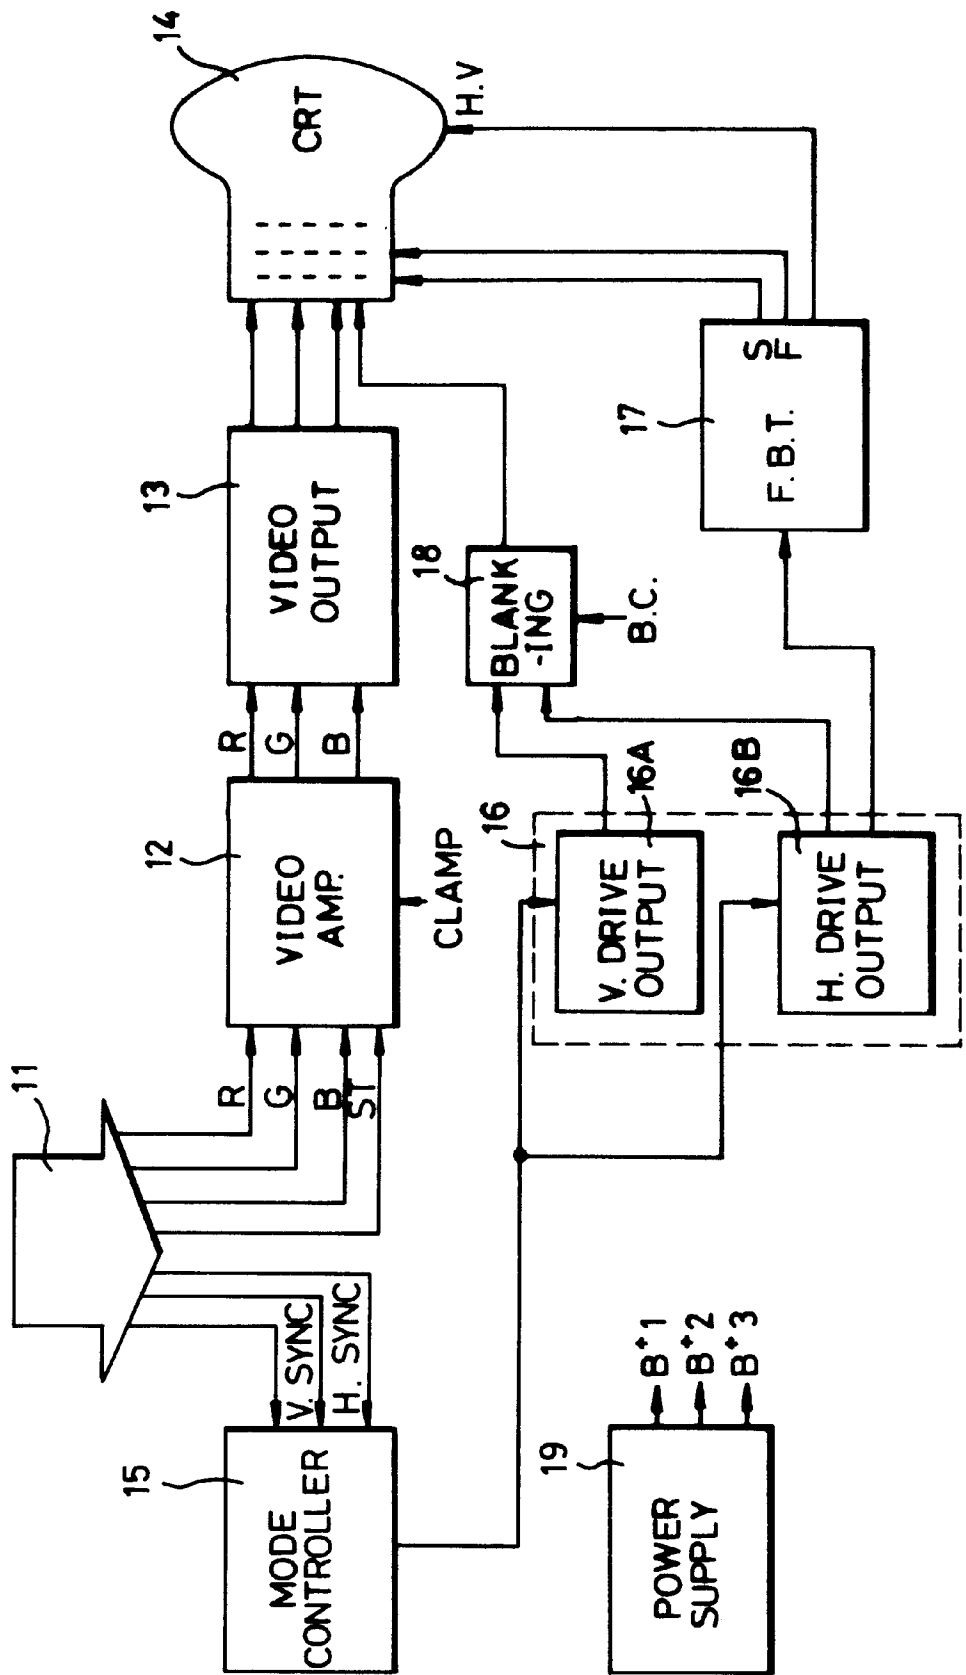 11
15
MODE
CONTROLLER
V. SYNC
H. SYNC
R
G
B
ST
12
VIDEO
AMP.
CLAMP
R
G
B
13
VIDEO
OUTPUT
14
CRT
H.V
16
V. DRIVE
OUTPUT
16A
H. DRIVE
OUTPUT
16B
18
BLANK
-ING
B.C.
17
F.B.T.
S
F
19
POWER
SUPPLY
B+1
B+2
B+3